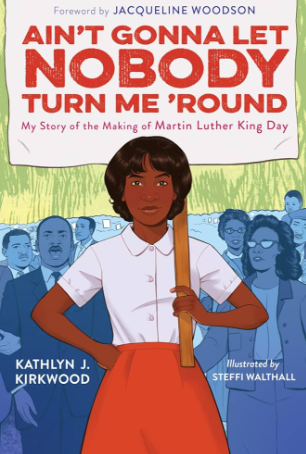 Foreword by JACQUELINE WOODSON
AIN'T GONNA LET
NOBODY
TURN ME 'ROUND
My Story of the Making of Martin Luther King Day
KATHLYN J.
KIRKWOOD
Illustrated by
STEFFI WALTHALL